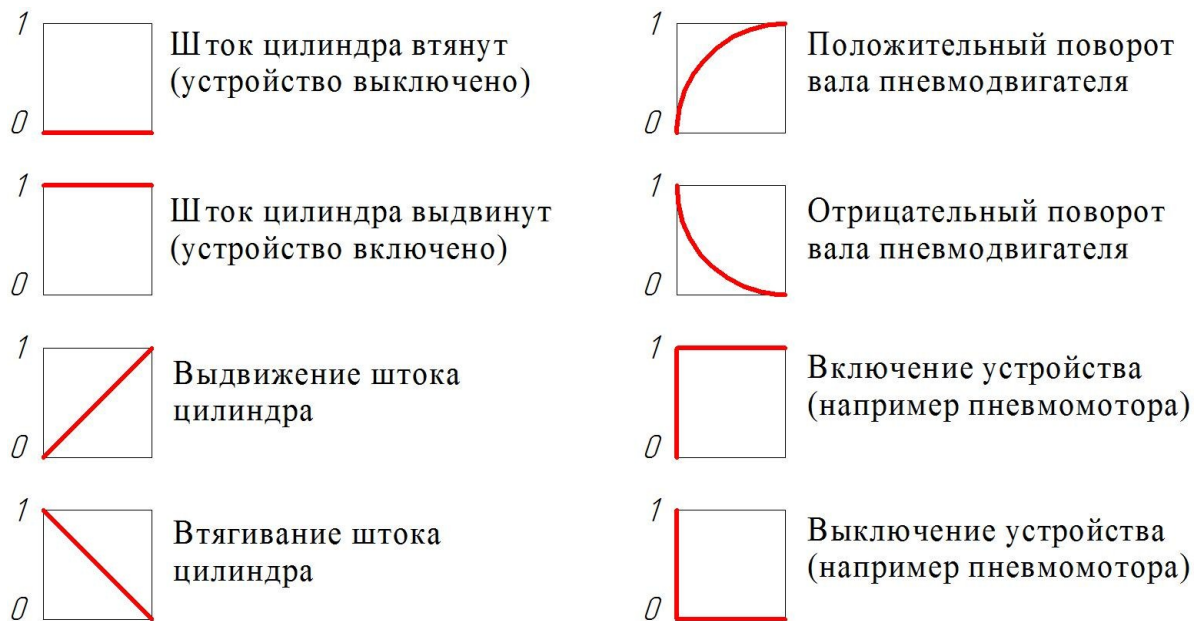 1
0
Шток цилиндра втянут
(устройство выключено)
1
0
Шток цилиндра выдвинут
(устройство включено)
1
0
Выдвижение штока
цилиндра
1
0
Втягивание штока
цилиндра
1
0
Положительный поворот
вала пневмодвигателя
1
0
Отрицательный поворот
вала пневмодвигателя
1
0
Включение устройства
(например пневмомотора)
1
0
Выключение устройства
(например пневмомотора)